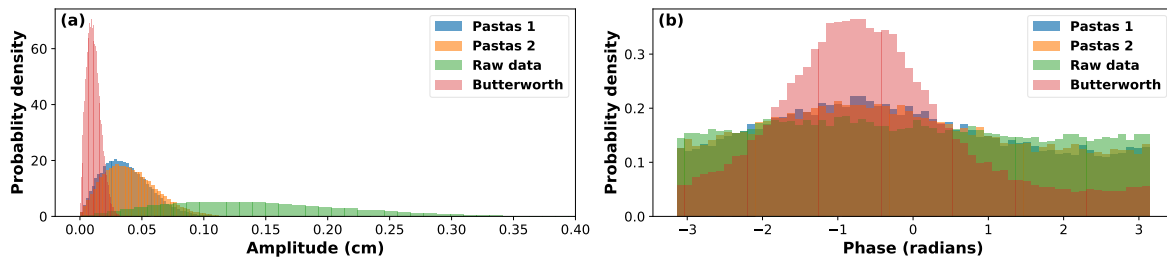 (a)
Pastas 1
Pastas 2
Raw data
Butterworth
Probablity density
60
40
20
0
0.00 0.05 0.10 0.15 0.20 0.25 0.30 0.35 0.40
Amplitude (cm)
(b)
Pastas 1
Pastas 2
Raw data
Butterworth
Probablity density
0.3
0.2
0.1
0.0
−3 −2 −1 0 1 2 3
Phase (radians)